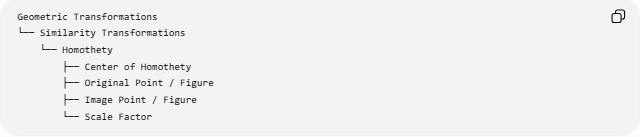 Geometric Transformations
└── Similarity Transformations
    └── Homothety
        ├── Center of Homothety
        ├── Original Point / Figure
        ├── Image Point / Figure
        └── Scale Factor